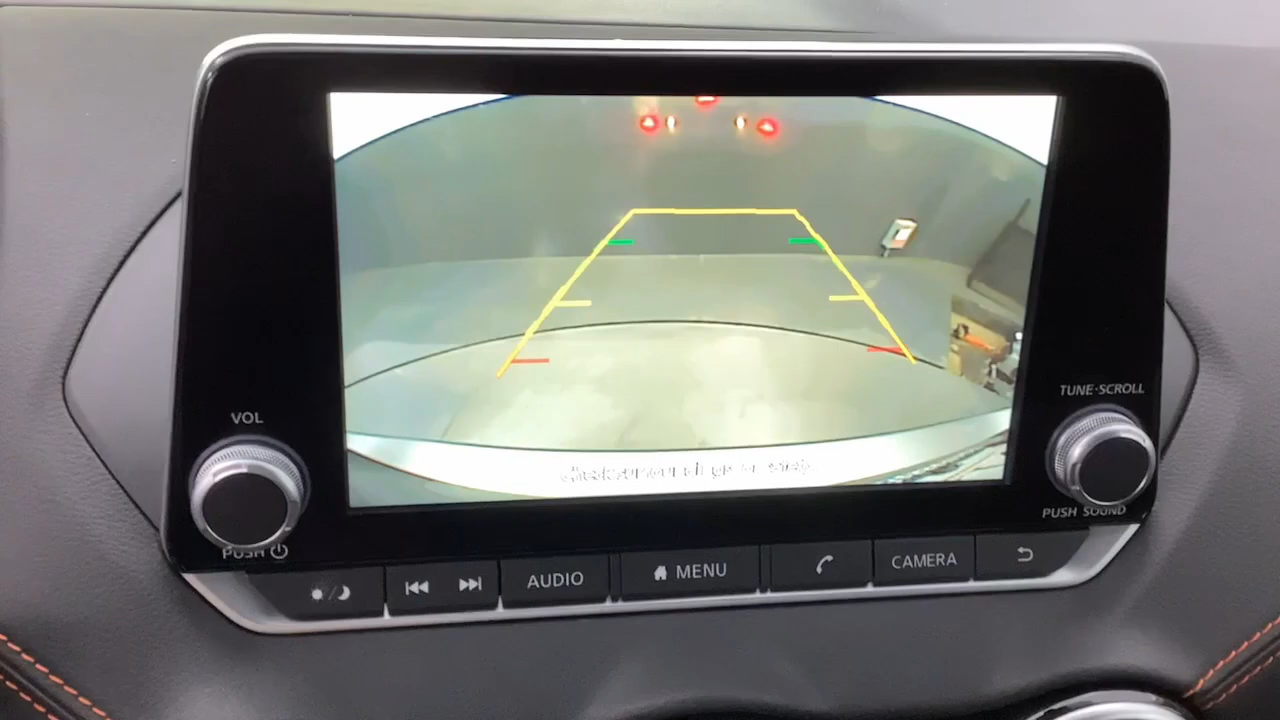 VOL
TUNE·SCROLL
PUSH
PUSH SOUND
AUDIO
MENU
CAMERA